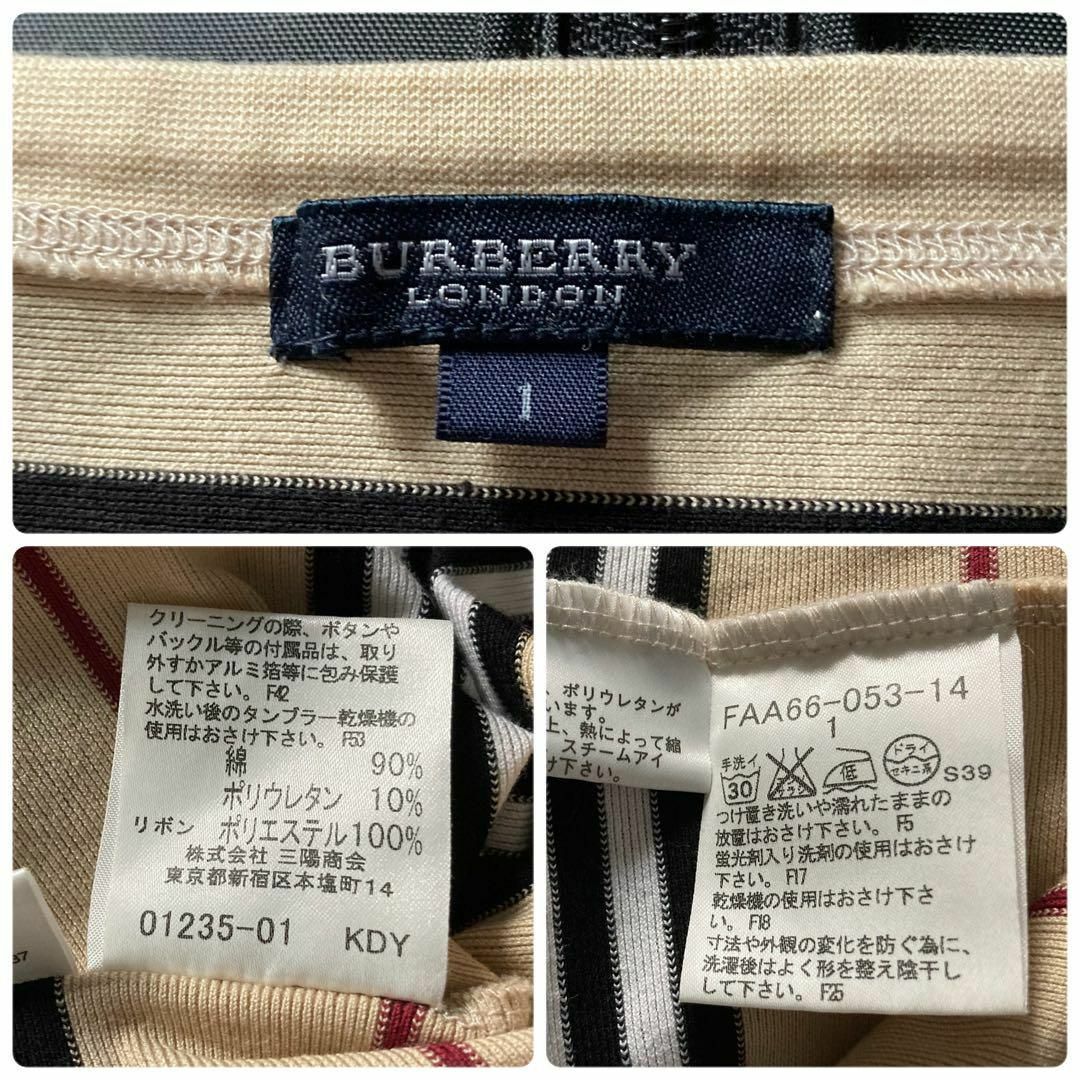 BURBERRY
LONDON
1
クリーニングの際、ボタンや
バックル等の付属品は、取り
外すかアルミ箔等に包み保護
して下さい。F42
水洗い後のタンブラー乾燥機の
使用はおさけ下さい。F53
綿 90%
ポリウレタン 10%
リボン ポリエステル100%
株式会社 三陽商会
東京都新宿区本塩町14
01235-01 KDY
、ポリウレタンが
います。
上、熱によって縮
スチームアイ
け下さい。
FAA66-053-14
1
手洗イ 30 エンソサラシ 低 ドライ セキユ系 S39
つけ置き洗いや濡れたままの
放置はおさけ下さい。F5
蛍光剤入り洗剤の使用はおさけ
下さい。F17
乾燥機の使用はおさけ下さ
い。F18
寸法や外観の変化を防ぐ為に、
洗濯後はよく形を整え陰干し
して下さい。F25